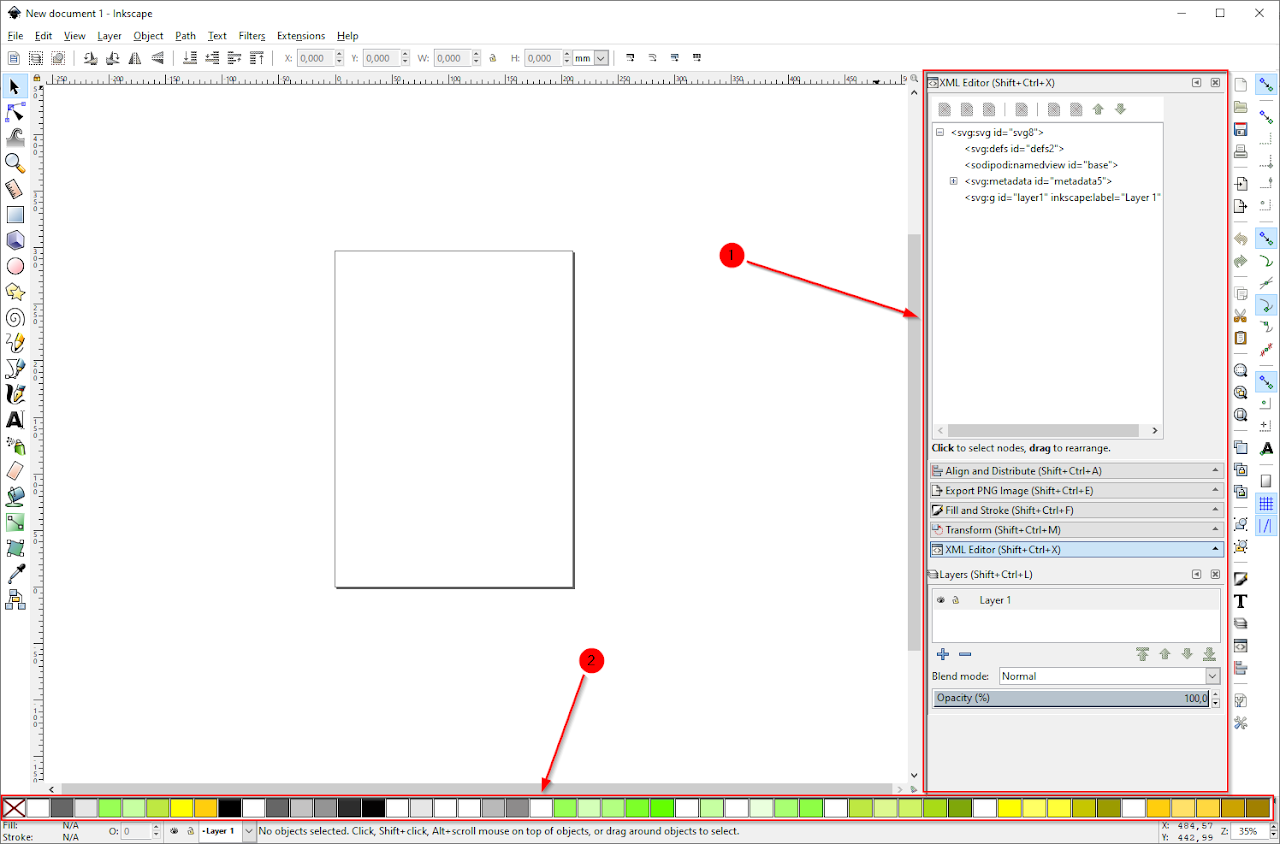 New document 1 - Inkscape
File Edit View Layer Object Path Text Filters Extensions Help
X: 0,000 Y: 0,000 W: 0,000 H: 0,000 mm
XML Editor (Shift+Ctrl+X)
<svg:svg id="svg8">
<svg:defs id="defs2">
<sodipodi:namedview id="base">
<svg:metadata id="metadata5">
<svg:g id="layer1" inkscape:label="Layer 1"
1
Click to select nodes, drag to rearrange.
Align and Distribute (Shift+Ctrl+A)
Export PNG Image (Shift+Ctrl+E)
Fill and Stroke (Shift+Ctrl+F)
Transform (Shift+Ctrl+M)
XML Editor (Shift+Ctrl+X)
Layers (Shift+Ctrl+L)
Layer 1
2
Blend mode: Normal
Opacity (%) 100,0
Fill: N/A
Stroke: N/A
O: 0
-Layer 1
No objects selected. Click, Shift+click, Alt+scroll mouse on top of objects, or drag around objects to select.
X: 484,57
Y: 442,99
Z: 35%